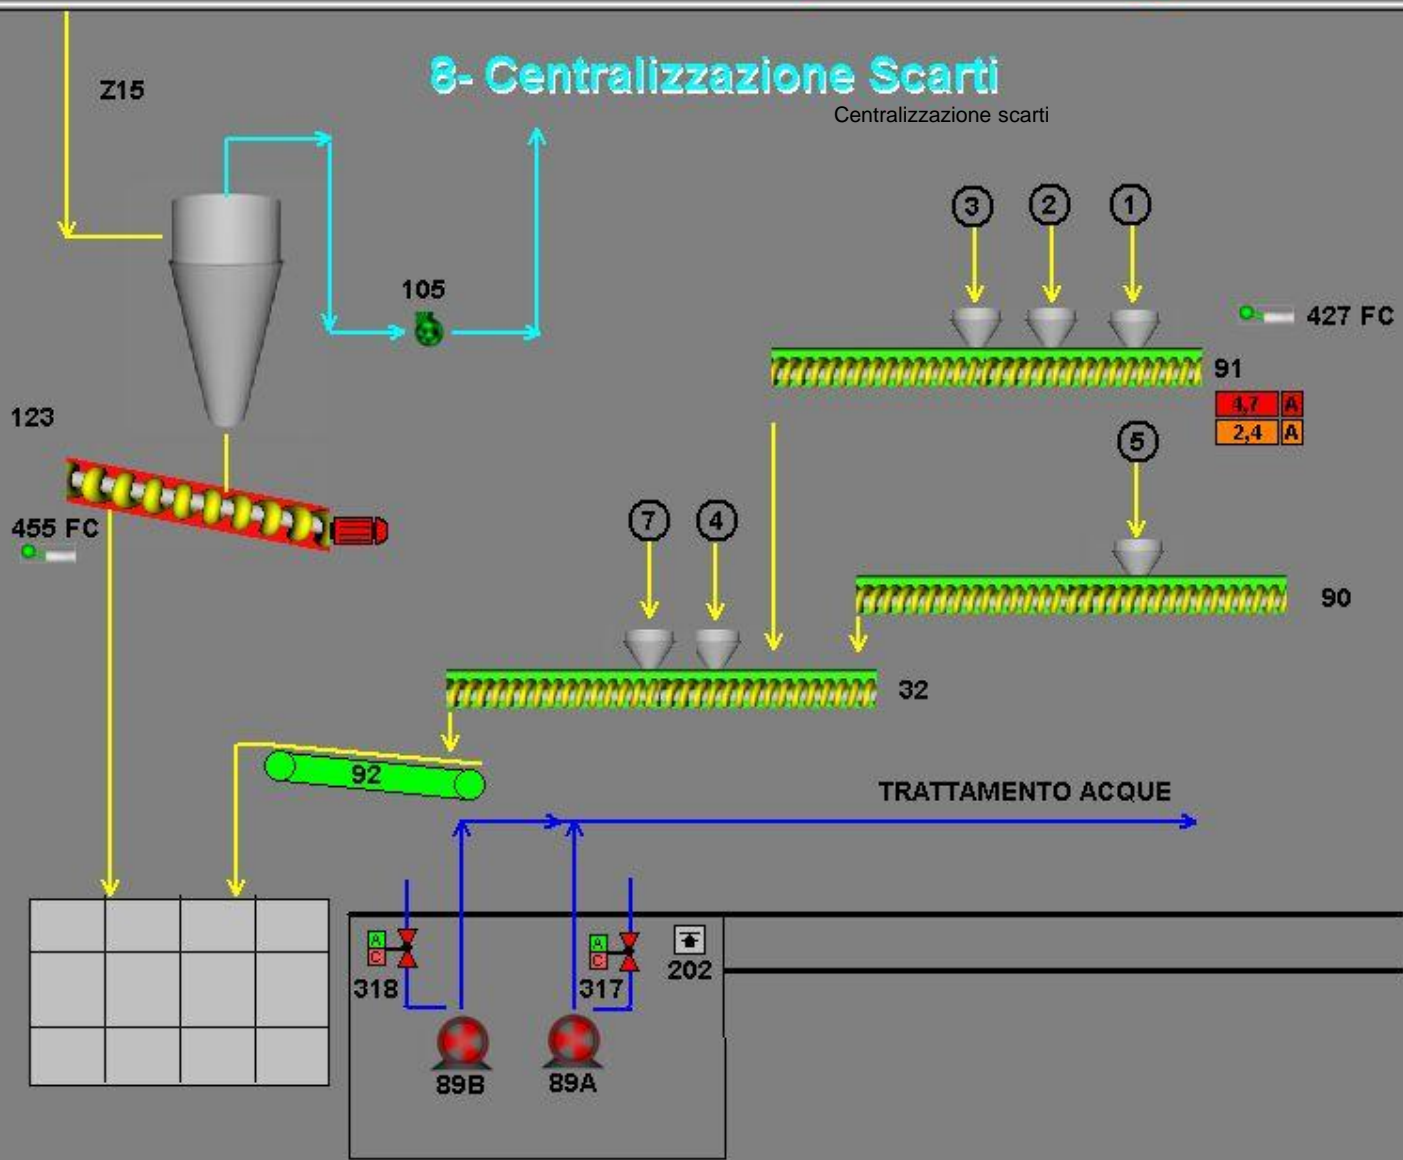 8- Centralizzazione Scarti
Centralizzazione scarti
Z15
3
2
1
105
427 FC
91
4,7 A
2,4 A
123
5
455 FC
7
4
90
32
92
TRATTAMENTO ACQUE
A
C
318
A
C
317
202
89B
89A